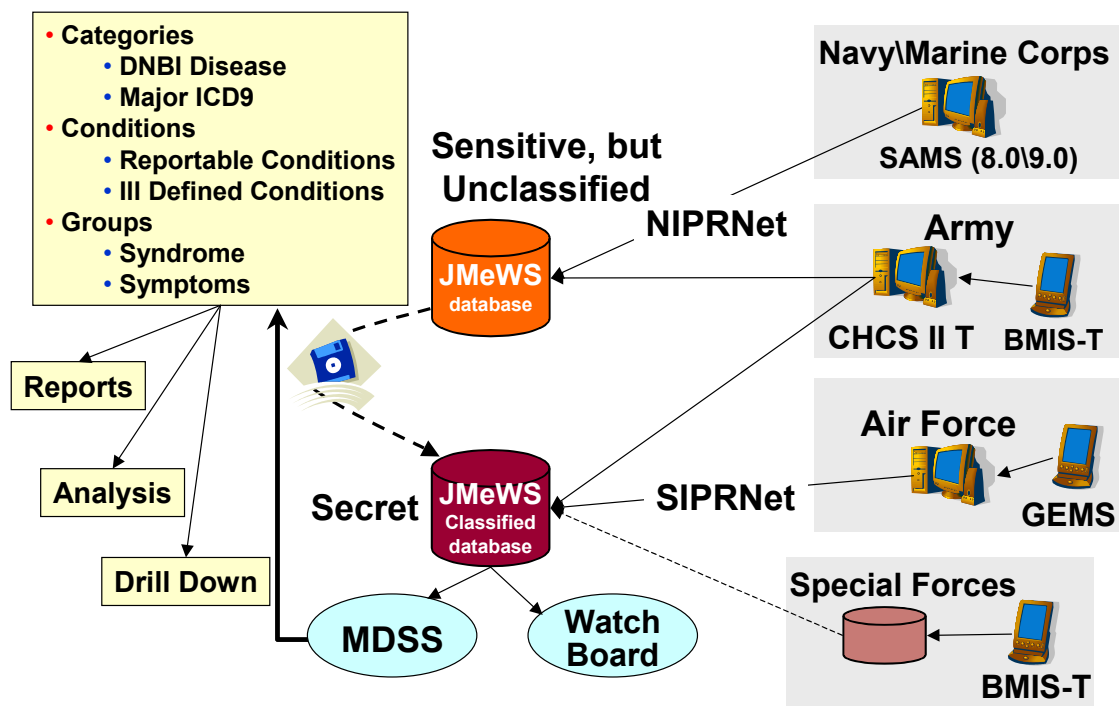 • Categories
• DNBI Disease
• Major ICD9
• Conditions
• Reportable Conditions
• III Defined Conditions
• Groups
• Syndrome
• Symptoms
Reports
Analysis
Drill Down
Sensitive, but
Unclassified
JMeWS
database
NIPRNet
Secret
JMeWS
Classified
database
SIPRNet
MDSS
Watch
Board
Navy\Marine Corps
SAMS (8.0\9.0)
Army
CHCS II T
BMIS-T
Air Force
GEMS
Special Forces
BMIS-T